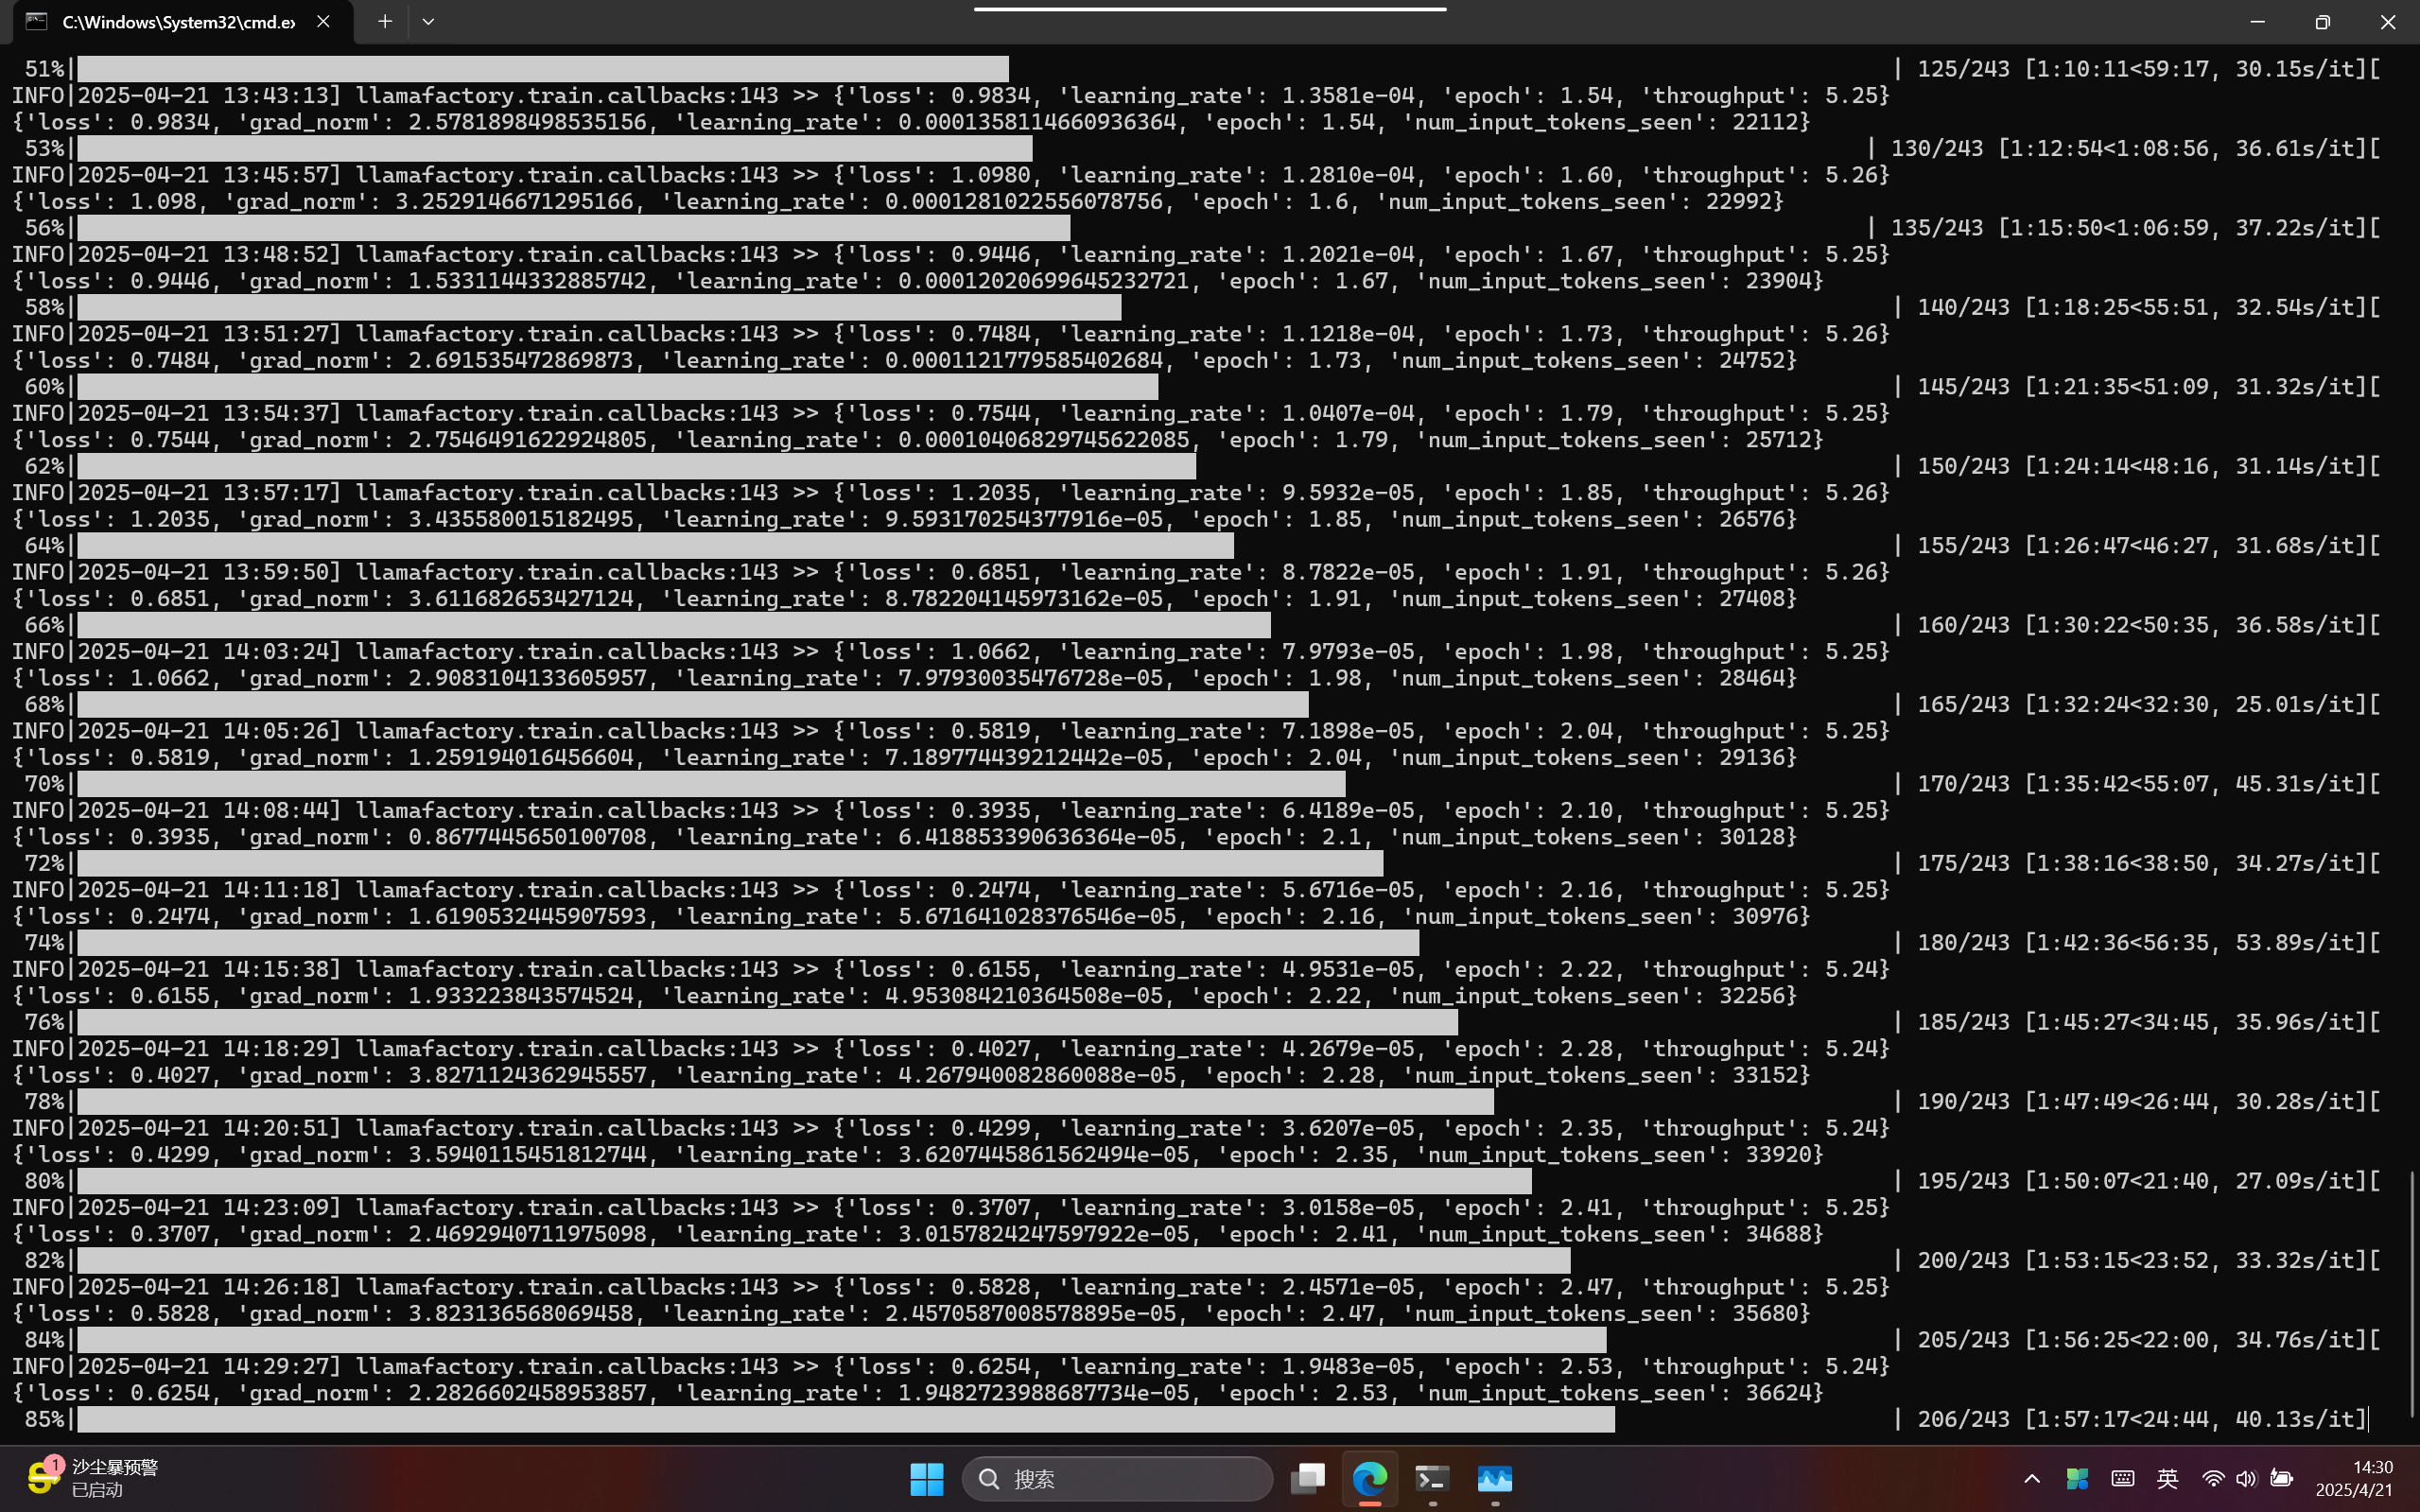 C:\Windows\System32\cmd.ex
51%| | 125/243 [1:10:11<59:17, 30.15s/it][
INFO|2025-04-21 13:43:13] llamafactory.train.callbacks:143 >> {'loss': 0.9834, 'learning_rate': 1.3581e-04, 'epoch': 1.54, 'throughput': 5.25}
{'loss': 0.9834, 'grad_norm': 2.5781898498535156, 'learning_rate': 0.0001358114660936364, 'epoch': 1.54, 'num_input_tokens_seen': 22112}
53%| | 130/243 [1:12:54<1:08:56, 36.61s/it][
INFO|2025-04-21 13:45:57] llamafactory.train.callbacks:143 >> {'loss': 1.0980, 'learning_rate': 1.2810e-04, 'epoch': 1.60, 'throughput': 5.26}
{'loss': 1.098, 'grad_norm': 3.2529146671295166, 'learning_rate': 0.0001281022556078756, 'epoch': 1.6, 'num_input_tokens_seen': 22992}
56%| | 135/243 [1:15:50<1:06:59, 37.22s/it][
INFO|2025-04-21 13:48:52] llamafactory.train.callbacks:143 >> {'loss': 0.9446, 'learning_rate': 1.2021e-04, 'epoch': 1.67, 'throughput': 5.25}
{'loss': 0.9446, 'grad_norm': 1.5331144332885742, 'learning_rate': 0.00012020699645232721, 'epoch': 1.67, 'num_input_tokens_seen': 23904}
58%| | 140/243 [1:18:25<55:51, 32.54s/it][
INFO|2025-04-21 13:51:27] llamafactory.train.callbacks:143 >> {'loss': 0.7484, 'learning_rate': 1.1218e-04, 'epoch': 1.73, 'throughput': 5.26}
{'loss': 0.7484, 'grad_norm': 2.691535472869873, 'learning_rate': 0.0001121779585402684, 'epoch': 1.73, 'num_input_tokens_seen': 24752}
60%| | 145/243 [1:21:35<51:09, 31.32s/it][
INFO|2025-04-21 13:54:37] llamafactory.train.callbacks:143 >> {'loss': 0.7544, 'learning_rate': 1.0407e-04, 'epoch': 1.79, 'throughput': 5.25}
{'loss': 0.7544, 'grad_norm': 2.7546491622924805, 'learning_rate': 0.00010406829745622085, 'epoch': 1.79, 'num_input_tokens_seen': 25712}
62%| | 150/243 [1:24:14<48:16, 31.14s/it][
INFO|2025-04-21 13:57:17] llamafactory.train.callbacks:143 >> {'loss': 1.2035, 'learning_rate': 9.5932e-05, 'epoch': 1.85, 'throughput': 5.26}
{'loss': 1.2035, 'grad_norm': 3.435580015182495, 'learning_rate': 9.593170254377916e-05, 'epoch': 1.85, 'num_input_tokens_seen': 26576}
64%| | 155/243 [1:26:47<46:27, 31.68s/it][
INFO|2025-04-21 13:59:50] llamafactory.train.callbacks:143 >> {'loss': 0.6851, 'learning_rate': 8.7822e-05, 'epoch': 1.91, 'throughput': 5.26}
{'loss': 0.6851, 'grad_norm': 3.611682653427124, 'learning_rate': 8.782204145973162e-05, 'epoch': 1.91, 'num_input_tokens_seen': 27408}
66%| | 160/243 [1:30:22<50:35, 36.58s/it][
INFO|2025-04-21 14:03:24] llamafactory.train.callbacks:143 >> {'loss': 1.0662, 'learning_rate': 7.9793e-05, 'epoch': 1.98, 'throughput': 5.25}
{'loss': 1.0662, 'grad_norm': 2.9083104133605957, 'learning_rate': 7.97930035476728e-05, 'epoch': 1.98, 'num_input_tokens_seen': 28464}
68%| | 165/243 [1:32:24<32:30, 25.01s/it][
INFO|2025-04-21 14:05:26] llamafactory.train.callbacks:143 >> {'loss': 0.5819, 'learning_rate': 7.1898e-05, 'epoch': 2.04, 'throughput': 5.25}
{'loss': 0.5819, 'grad_norm': 1.259194016456604, 'learning_rate': 7.189774439212442e-05, 'epoch': 2.04, 'num_input_tokens_seen': 29136}
70%| | 170/243 [1:35:42<55:07, 45.31s/it][
INFO|2025-04-21 14:08:44] llamafactory.train.callbacks:143 >> {'loss': 0.3935, 'learning_rate': 6.4189e-05, 'epoch': 2.10, 'throughput': 5.25}
{'loss': 0.3935, 'grad_norm': 0.8677445650100708, 'learning_rate': 6.418853390636364e-05, 'epoch': 2.1, 'num_input_tokens_seen': 30128}
72%| | 175/243 [1:38:16<38:50, 34.27s/it][
INFO|2025-04-21 14:11:18] llamafactory.train.callbacks:143 >> {'loss': 0.2474, 'learning_rate': 5.6716e-05, 'epoch': 2.16, 'throughput': 5.25}
{'loss': 0.2474, 'grad_norm': 1.6190532445907593, 'learning_rate': 5.671641028376546e-05, 'epoch': 2.16, 'num_input_tokens_seen': 30976}
74%| | 180/243 [1:42:36<56:35, 53.89s/it][
INFO|2025-04-21 14:15:38] llamafactory.train.callbacks:143 >> {'loss': 0.6155, 'learning_rate': 4.9531e-05, 'epoch': 2.22, 'throughput': 5.24}
{'loss': 0.6155, 'grad_norm': 1.933223843574524, 'learning_rate': 4.953084210364508e-05, 'epoch': 2.22, 'num_input_tokens_seen': 32256}
76%| | 185/243 [1:45:27<34:45, 35.96s/it][
INFO|2025-04-21 14:18:29] llamafactory.train.callbacks:143 >> {'loss': 0.4027, 'learning_rate': 4.2679e-05, 'epoch': 2.28, 'throughput': 5.24}
{'loss': 0.4027, 'grad_norm': 3.8271124362945557, 'learning_rate': 4.267940082860088e-05, 'epoch': 2.28, 'num_input_tokens_seen': 33152}
78%| | 190/243 [1:47:49<26:44, 30.28s/it][
INFO|2025-04-21 14:20:51] llamafactory.train.callbacks:143 >> {'loss': 0.4299, 'learning_rate': 3.6207e-05, 'epoch': 2.35, 'throughput': 5.24}
{'loss': 0.4299, 'grad_norm': 3.5940115451812744, 'learning_rate': 3.6207445861562494e-05, 'epoch': 2.35, 'num_input_tokens_seen': 33920}
80%| | 195/243 [1:50:07<21:40, 27.09s/it][
INFO|2025-04-21 14:23:09] llamafactory.train.callbacks:143 >> {'loss': 0.3707, 'learning_rate': 3.0158e-05, 'epoch': 2.41, 'throughput': 5.25}
{'loss': 0.3707, 'grad_norm': 2.4692940711975098, 'learning_rate': 3.0157824247597922e-05, 'epoch': 2.41, 'num_input_tokens_seen': 34688}
82%| | 200/243 [1:53:15<23:52, 33.32s/it][
INFO|2025-04-21 14:26:18] llamafactory.train.callbacks:143 >> {'loss': 0.5828, 'learning_rate': 2.4571e-05, 'epoch': 2.47, 'throughput': 5.25}
{'loss': 0.5828, 'grad_norm': 3.823136568069458, 'learning_rate': 2.4570587008578895e-05, 'epoch': 2.47, 'num_input_tokens_seen': 35680}
84%| | 205/243 [1:56:25<22:00, 34.76s/it][
INFO|2025-04-21 14:29:27] llamafactory.train.callbacks:143 >> {'loss': 0.6254, 'learning_rate': 1.9483e-05, 'epoch': 2.53, 'throughput': 5.24}
{'loss': 0.6254, 'grad_norm': 2.2826602458953857, 'learning_rate': 1.9482723988687734e-05, 'epoch': 2.53, 'num_input_tokens_seen': 36624}
85%| | 206/243 [1:57:17<24:44, 40.13s/it]
1 沙尘暴预警
已启动
搜索
英
14:30
2025/4/21